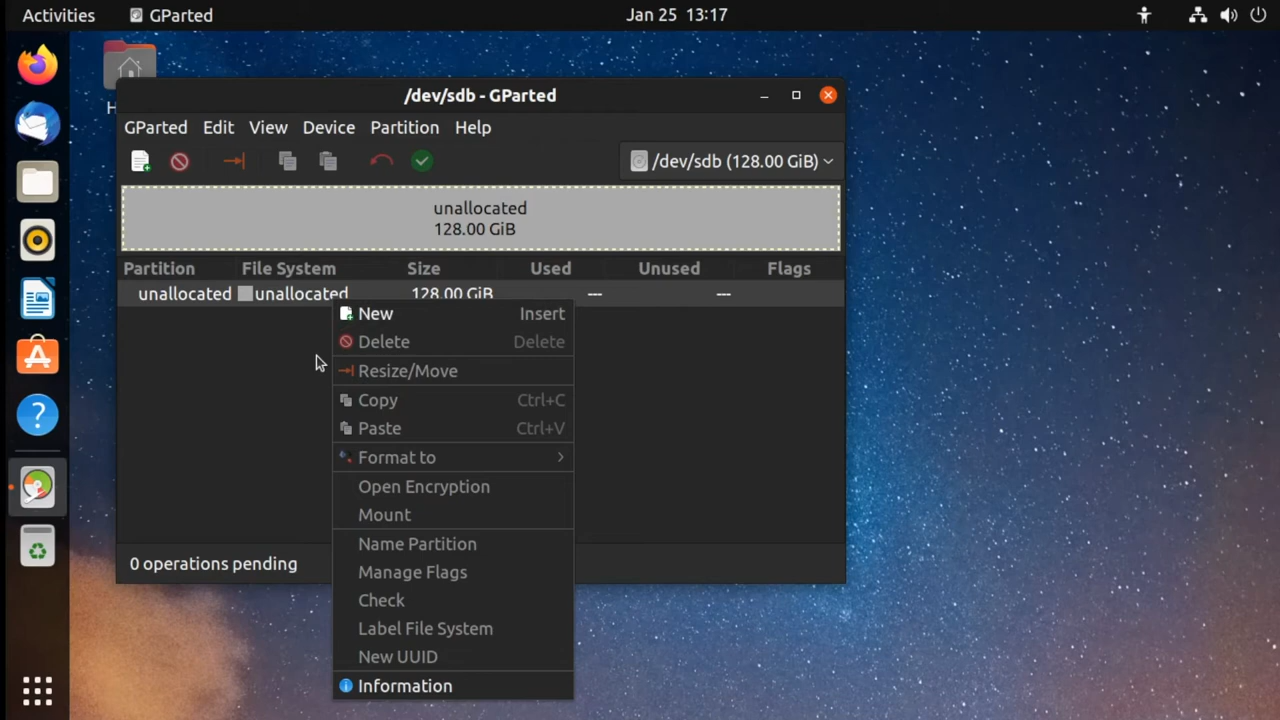 Activities GParted Jan 25 13:17
H
/dev/sdb - GParted
GParted Edit View Device Partition Help
/dev/sdb (128.00 GiB)
unallocated
128.00 GiB
Partition File System Size Used Unused Flags
unallocated unallocated 128.00 GiB --- ---
New Insert
Delete Delete
Resize/Move
Copy Ctrl+C
Paste Ctrl+V
Format to
Open Encryption
Mount
Name Partition
0 operations pending
Manage Flags
Check
Label File System
New UUID
Information